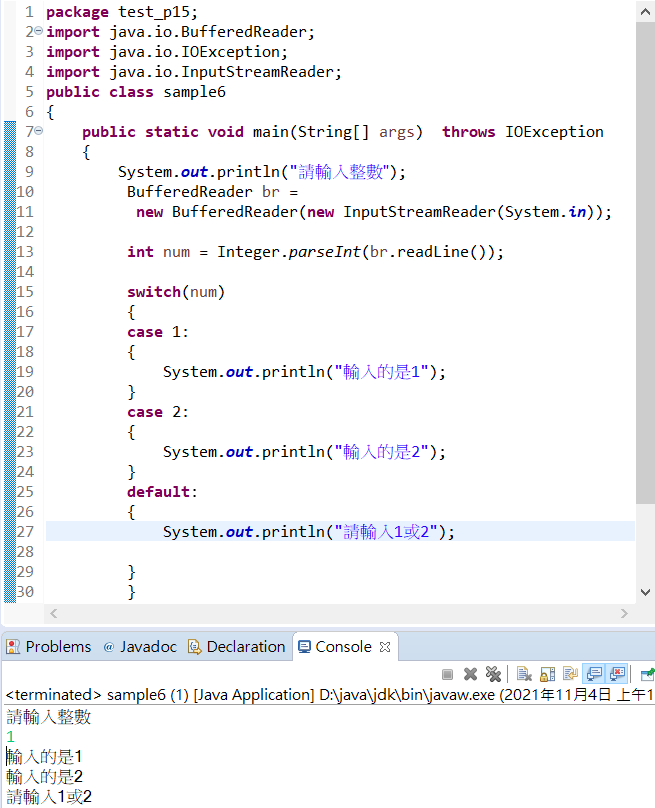 1 package test_p15;
2 import java.io.BufferedReader;
3 import java.io.IOException;
4 import java.io.InputStreamReader;
5 public class sample6
6 {
7     public static void main(String[] args)  throws IOException
8     {
9         System.out.println("請輸入整數");
10          BufferedReader br =
11           new BufferedReader(new InputStreamReader(System.in));
12
13          int num = Integer.parseInt(br.readLine());
14
15          switch(num)
16          {
17          case 1:
18          {
19              System.out.println("輸入的是1");
20          }
21          case 2:
22          {
23              System.out.println("輸入的是2");
24          }
25          default:
26          {
27              System.out.println("請輸入1或2");
28
29          }
30          }
Problems @ Javadoc Declaration Console
<terminated> sample6 (1) [Java Application] D:\java\jdk\bin\javaw.exe (2021年11月4日 上午1
請輸入整數
1
輸入的是1
輸入的是2
請輸入1或2